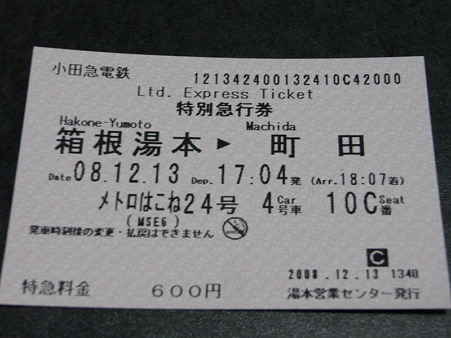 小田急電鉄 121342400132410C42000
Ltd. Express Ticket
特別急行券
Hakone-Yumoto Machida
箱根湯本 ► 町田
Date 08.12.13 Dep. 17:04発 (Arr.18:07着)
メトロはこね24号 4 Car 号車 10C Seat 番
(MSE6)
発車時刻後の変更・払戻はできません
C
2008.12.13 1340
特急料金 600円 湯本営業センター発行